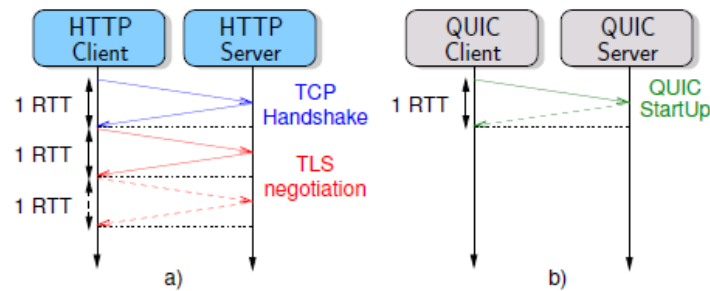 HTTP
Client
HTTP
Server
QUIC
Client
QUIC
Server
1 RTT
TCP
Handshake
1 RTT
TLS
negotiation
1 RTT
1 RTT
QUIC
StartUp
a)
b)